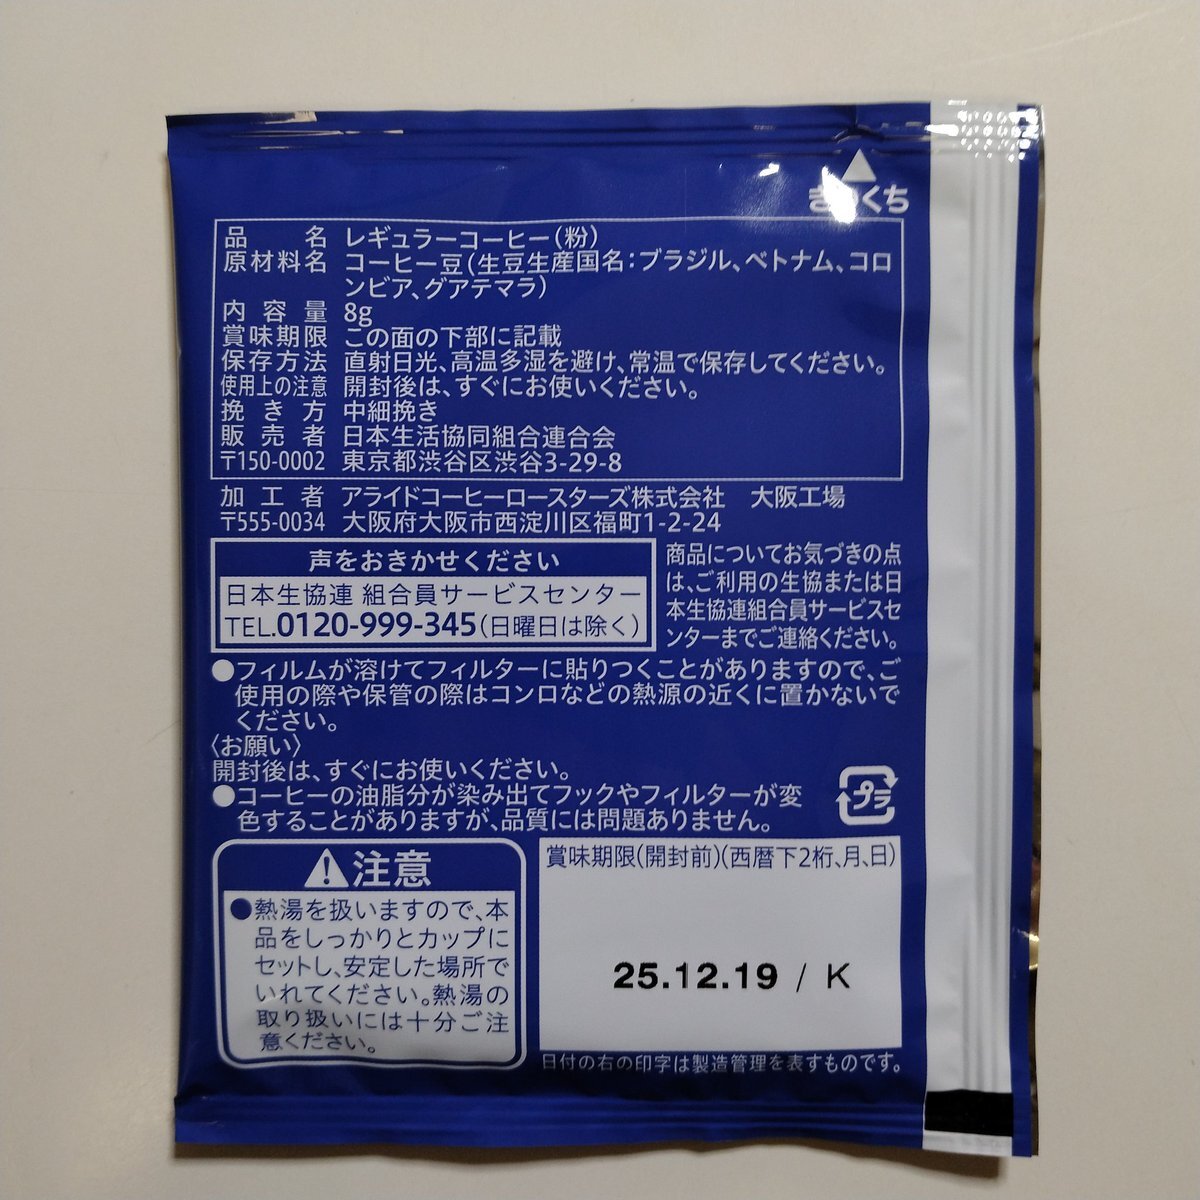 きりくち
品名 レギュラーコーヒー(粉)
原材料名 コーヒー豆(生豆生産国名:ブラジル、ベトナム、コロ
ンビア、グアテマラ)
内容量 8g
賞味期限 この面の下部に記載
保存方法 直射日光、高温多湿を避け、常温で保存してください。
使用上の注意 開封後は、すぐにお使いください。
挽き方 中細挽き
販売者 日本生活協同組合連合会
〒150-0002 東京都渋谷区渋谷3-29-8
加工者 アライドコーヒーロースターズ株式会社 大阪工場
〒555-0034 大阪府大阪市西淀川区福町1-2-24
声をおきかせください
日本生協連 組合員サービスセンター
TEL.0120-999-345(日曜日は除く)
商品についてお気づきの点
は、ご利用の生協または日
本生協連組合員サービスセ
ンターまでご連絡ください。
●フィルムが溶けてフィルターに貼りつくことがありますので、ご
使用の際や保管の際はコンロなどの熱源の近くに置かないで
ください。
〈お願い〉
開封後は、すぐにお使いください。
●コーヒーの油脂分が染み出てフックやフィルターが変
色することがありますが、品質には問題ありません。
プラ
注意
●熱湯を扱いますので、本
品をしっかりとカップに
セットし、安定した場所で
いれてください。熱湯の
取り扱いには十分ご注
意ください。
賞味期限(開封前)(西暦下2桁、月、日)
25.12.19 / K
日付の右の印字は製造管理を表すものです。